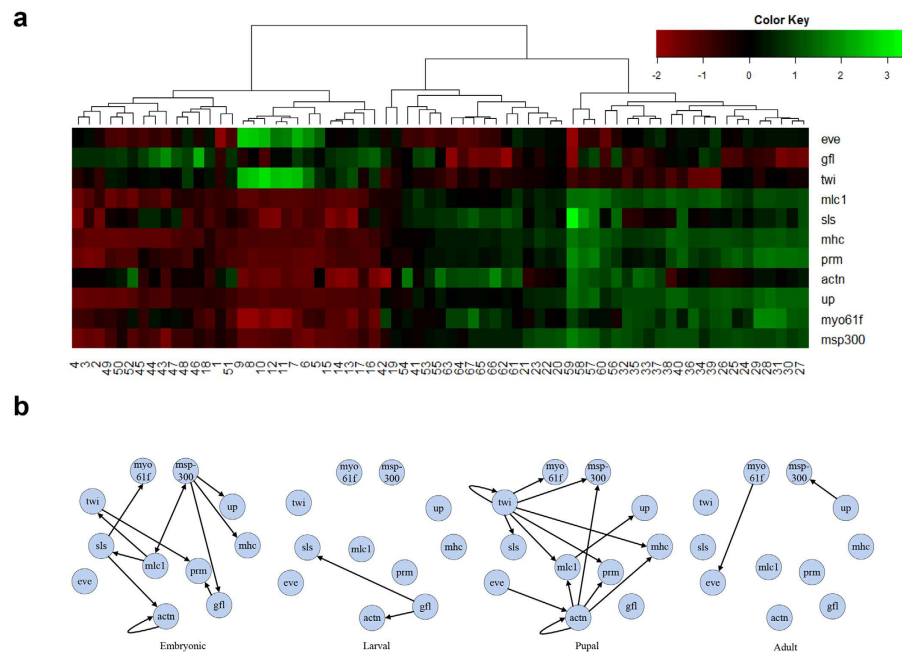 a
Color Key
-2 -1 0 1 2 3
eve
gfl
twi
mlc1
sls
mhc
prm
actn
up
myo61f
msp300
4 3 2 49 50 52 45 44 43 47 48 46 18 1 51 9 8 10 12 11 7 6 5 15 14 13 17 16 42 19 54 41 53 55 63 64 67 65 66 62 61 21 23 22 20 59 58 57 60 56 32 35 33 37 38 40 36 34 39 26 25 24 29 28 31 30 27
b
myo
61f
msp-
300
twi
up
sls
mhc
mlc1
prm
eve
gfl
actn
Embryonic
myo
61f
msp-
300
twi
up
sls
mlc1
mhc
prm
eve
gfl
actn
Larval
myo
61f
msp-
300
twi
up
sls
mhc
mlc1
prm
eve
gfl
actn
Pupal
myo
61f
msp-
300
twi
up
sls
mhc
mlc1
prm
eve
gfl
actn
Adult